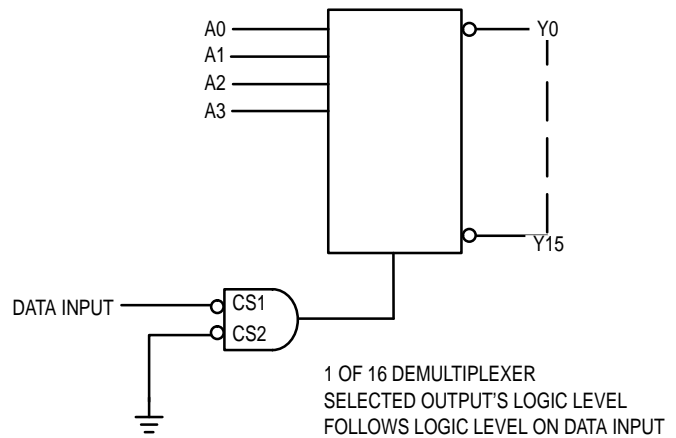 A0
A1
A2
A3
Y0
Y15
DATA INPUT
CS1
CS2
1 OF 16 DEMULTIPLEXER
SELECTED OUTPUT'S LOGIC LEVEL
FOLLOWS LOGIC LEVEL ON DATA INPUT